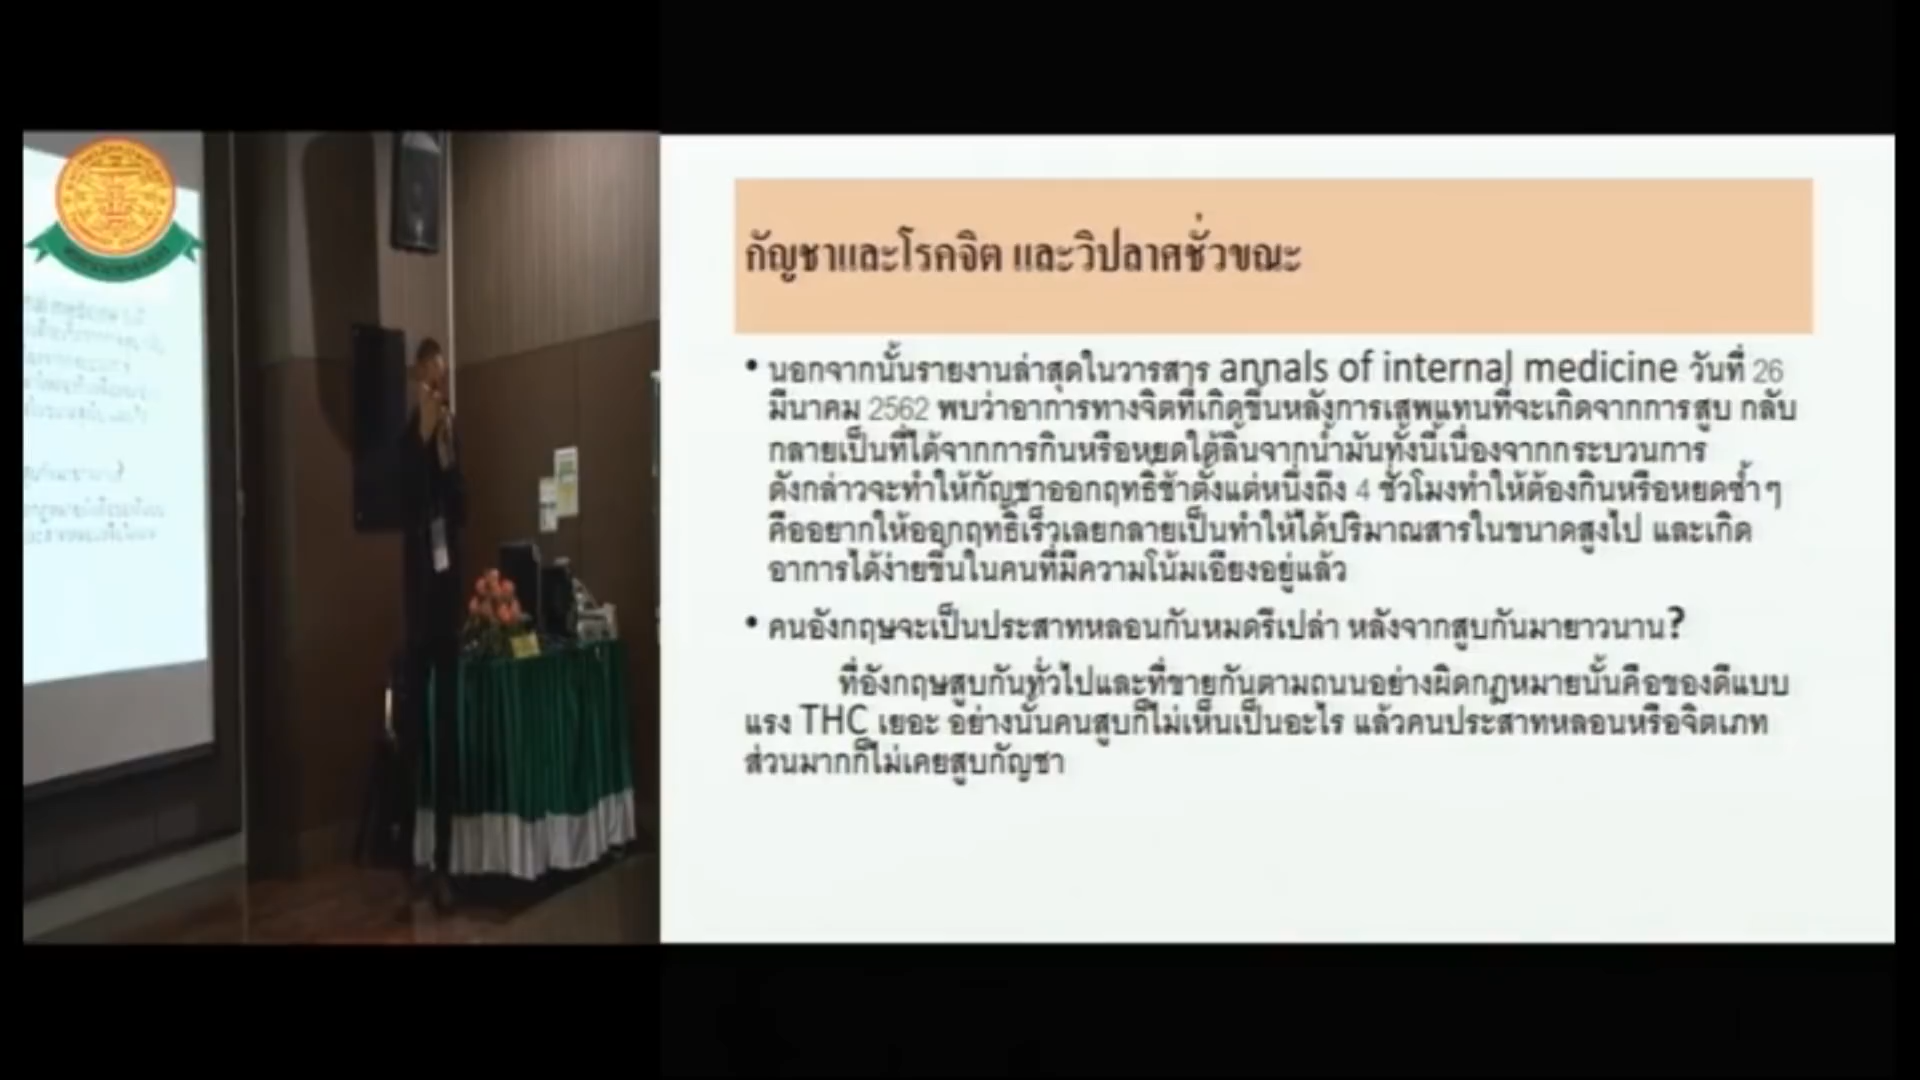 กัญชาและโรคจิต และวิปลาศชั่วขณะ
• นอกจากนั้นรายงานล่าสุดในวารสาร annals of internal medicine วันที่ 26
มีนาคม 2562 พบว่าอาการทางจิตที่เกิดขึ้นหลังการเสพแทนที่จะเกิดจากการสูบ กลับ
กลายเป็นที่ได้จากการกินหรือหยดใต้ลิ้นจากน้ำมันทั้งนี้เนื่องจากกระบวนการ
ดังกล่าวจะทำให้กัญชาออกฤทธิ์ช้าตั้งแต่หนึ่งถึง 4 ชั่วโมงทำให้ต้องกินหรือหยดซ้ำๆ
คืออยากให้ออกฤทธิ์เร็วเลยกลายเป็นทำให้ได้ปริมาณสารในขนาดสูงไป และเกิด
อาการได้ง่ายขึ้นในคนที่มีความโน้มเอียงอยู่แล้ว
• คนอังกฤษจะเป็นประสาทหลอนกันหมดรึเปล่า หลังจากสูบกันมายาวนาน?
ที่อังกฤษสูบกันทั่วไปและที่ขายกันตามถนนอย่างผิดกฎหมายนั้นคือของดีแบบ
แรง THC เยอะ อย่างนั้นคนสูบก็ไม่เห็นเป็นอะไร แล้วคนประสาทหลอนหรือจิตเภท
ส่วนมากก็ไม่เคยสูบกัญชา